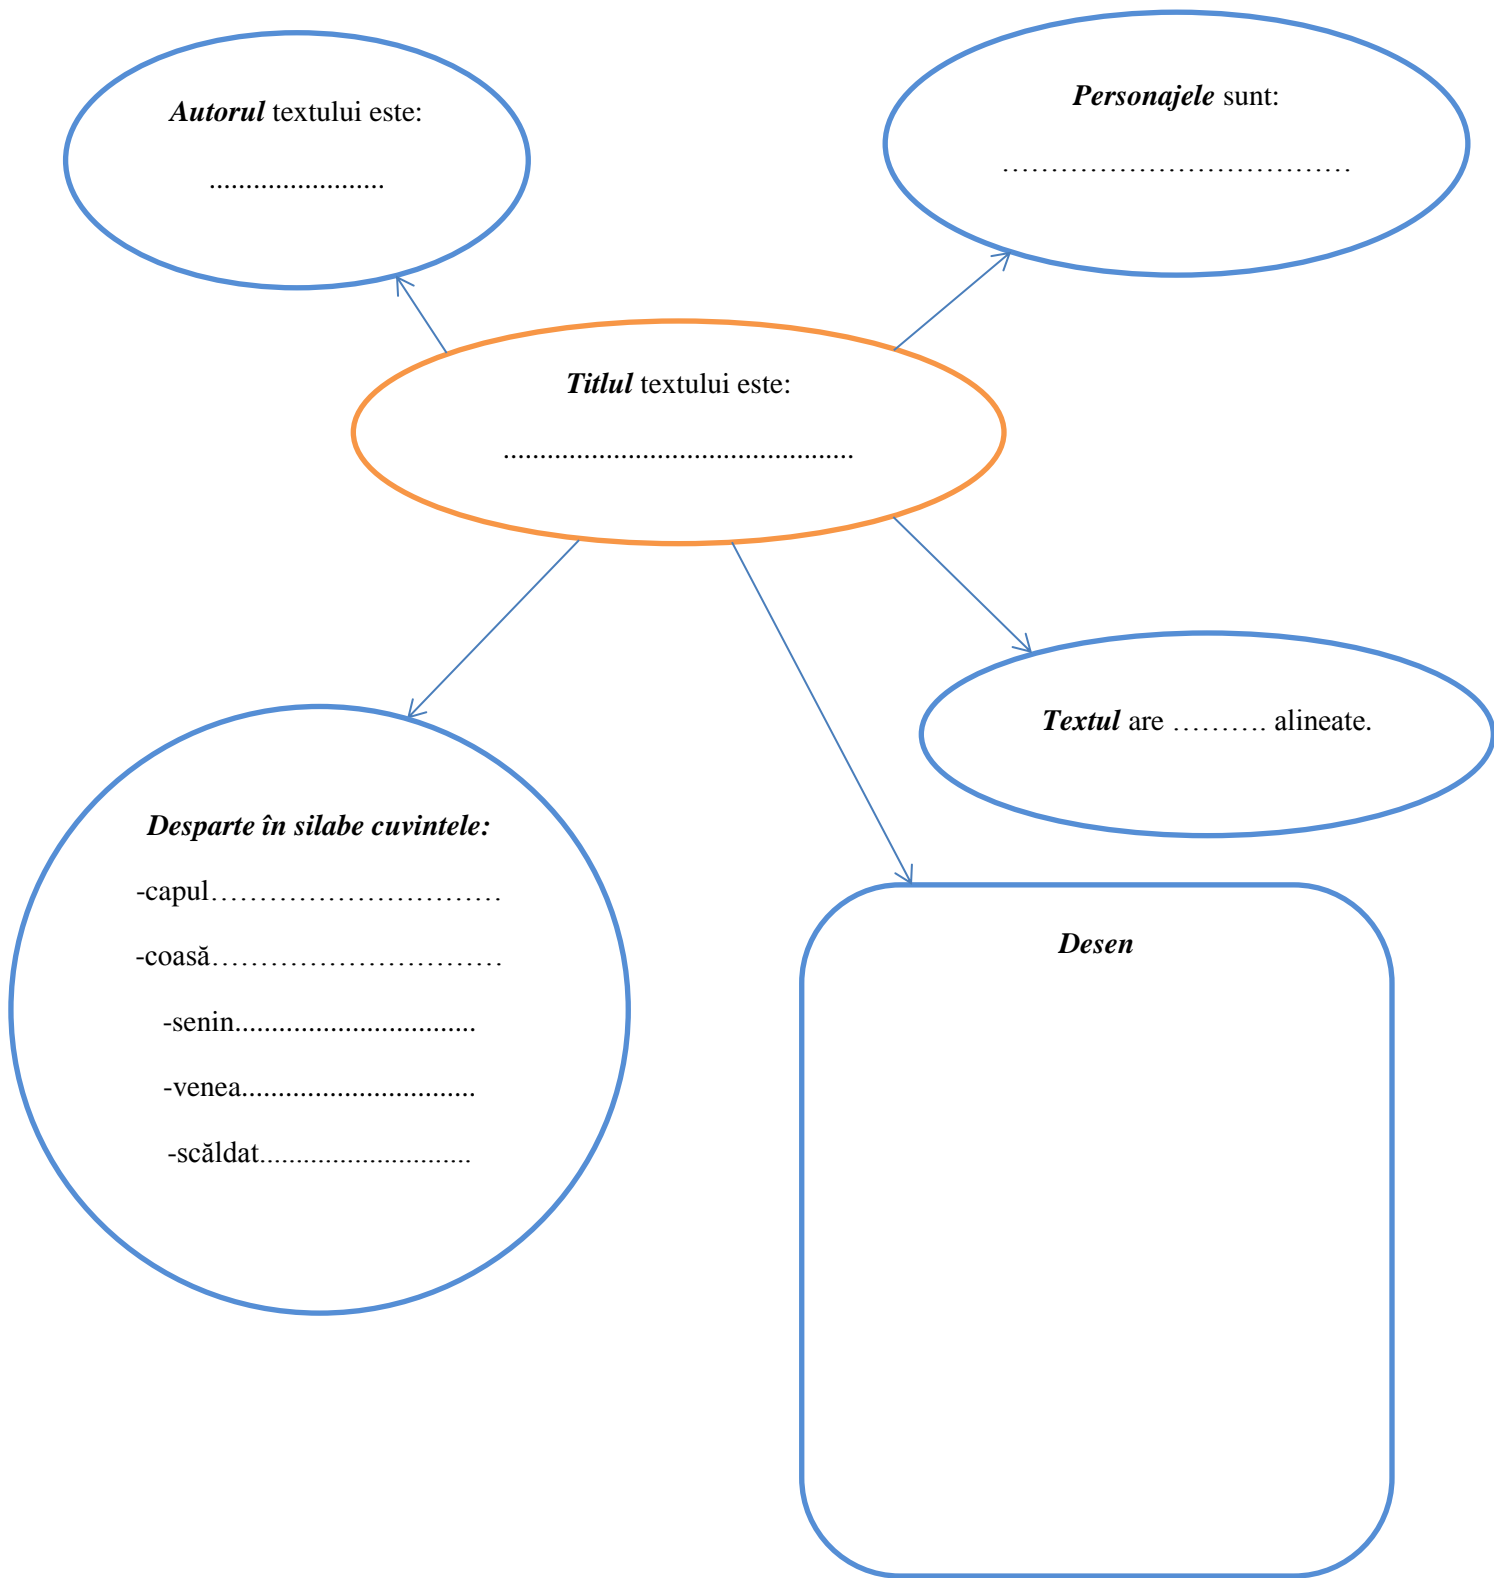 Autorul textului este:
........................
Personajele sunt:
………………………………
Titlul textului este:
................................................
Textul are ………. alineate.
Desparte în silabe cuvintele:
-capul…………………………
-coasă…………………………
-senin.................................
-venea................................
-scăldat.............................
Desen